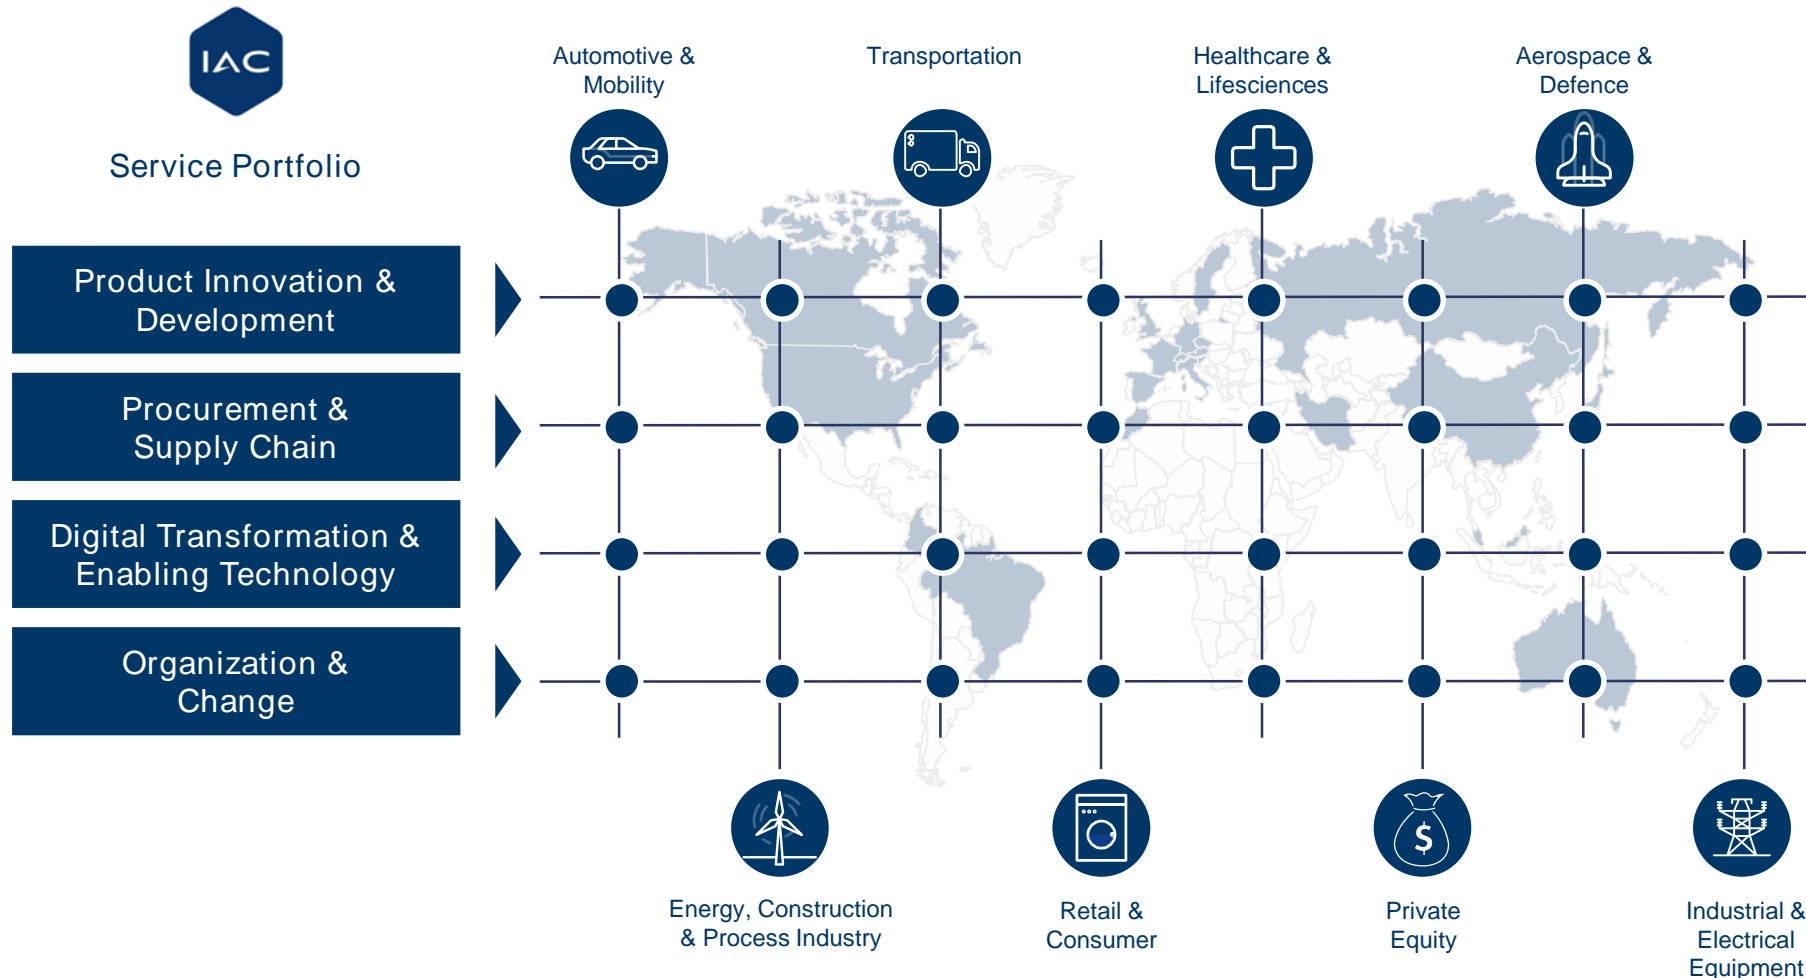 IAC
Service Portfolio
Automotive &
Mobility
Transportation
Healthcare &
Lifesciences
Aerospace &
Defence
Product Innovation &
Development
Procurement &
Supply Chain
Digital Transformation &
Enabling Technology
Organization &
Change
$
Energy, Construction
& Process Industry
Retail &
Consumer
Private
Equity
Industrial &
Electrical
Equipment